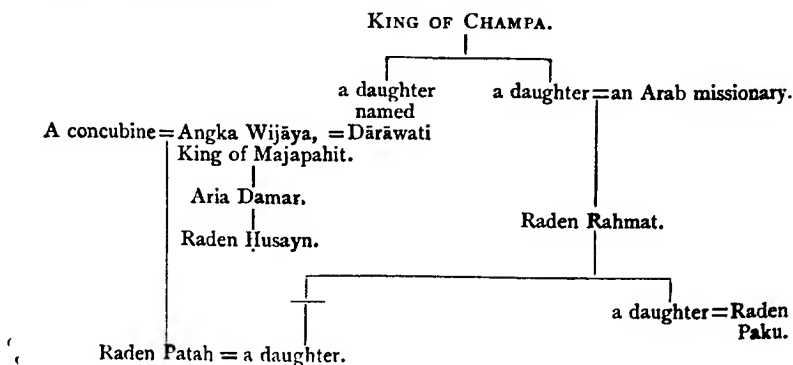 KING OF CHAMPA.
a daughter named
a daughter=an Arab missionary.
A concubine=Angka Wijāya, =Dārāwati
King of Majapahit.
Aria Damar.
Raden Ḥusayn.
Raden Rahmat.
a daughter=Raden
Paku.
Raden Patah = a daughter.